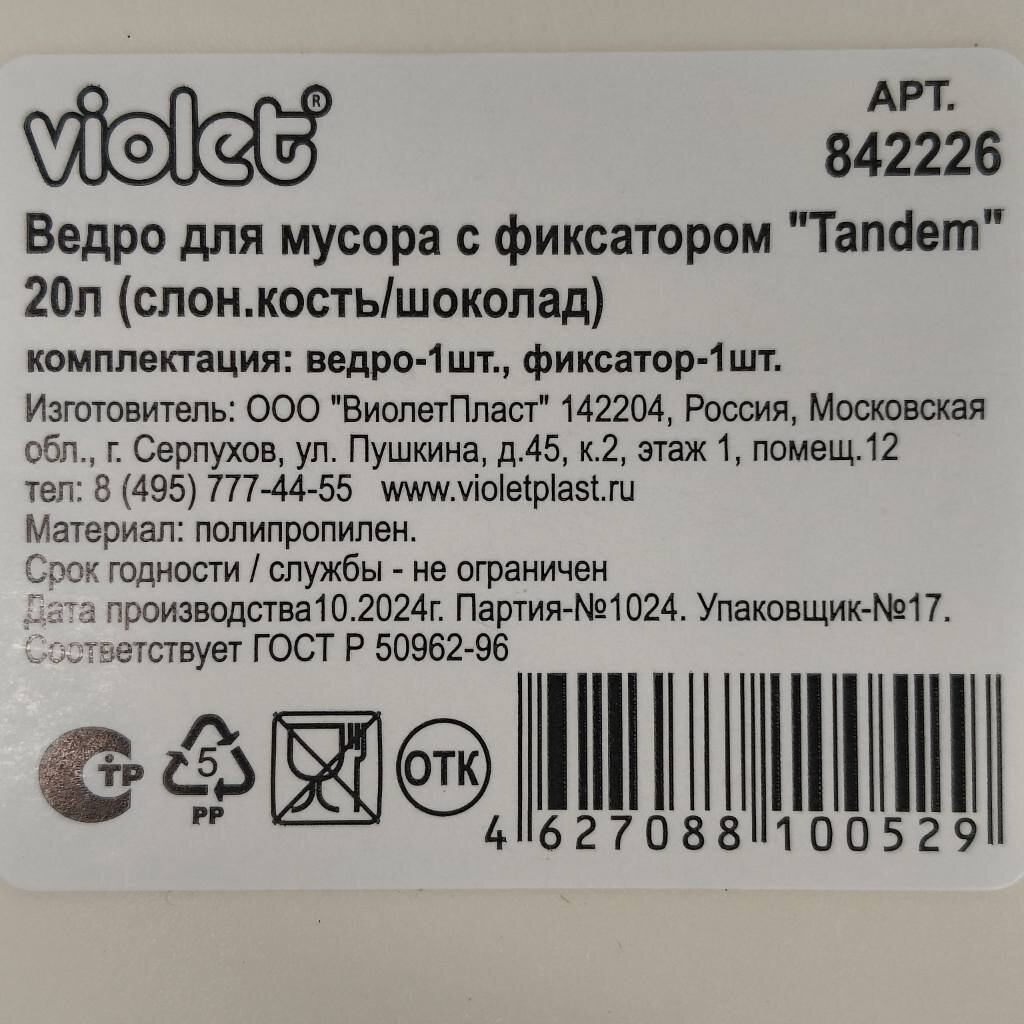 violet®
АРТ.
842226
Ведро для мусора с фиксатором "Tandem"
20л (слон.кость/шоколад)
комплектация: ведро-1шт., фиксатор-1шт.
Изготовитель: ООО "ВиолетПласт" 142204, Россия, Московская
обл., г. Серпухов, ул. Пушкина, д.45, к.2, этаж 1, помещ.12
тел: 8 (495) 777-44-55 www.violetplast.ru
Материал: полипропилен.
Срок годности / службы - не ограничен
Дата производства10.2024г. Партия-№1024. Упаковщик-№17.
Соответствует ГОСТ Р 50962-96
СТР
5
PP
ОТК
4 627088 100529